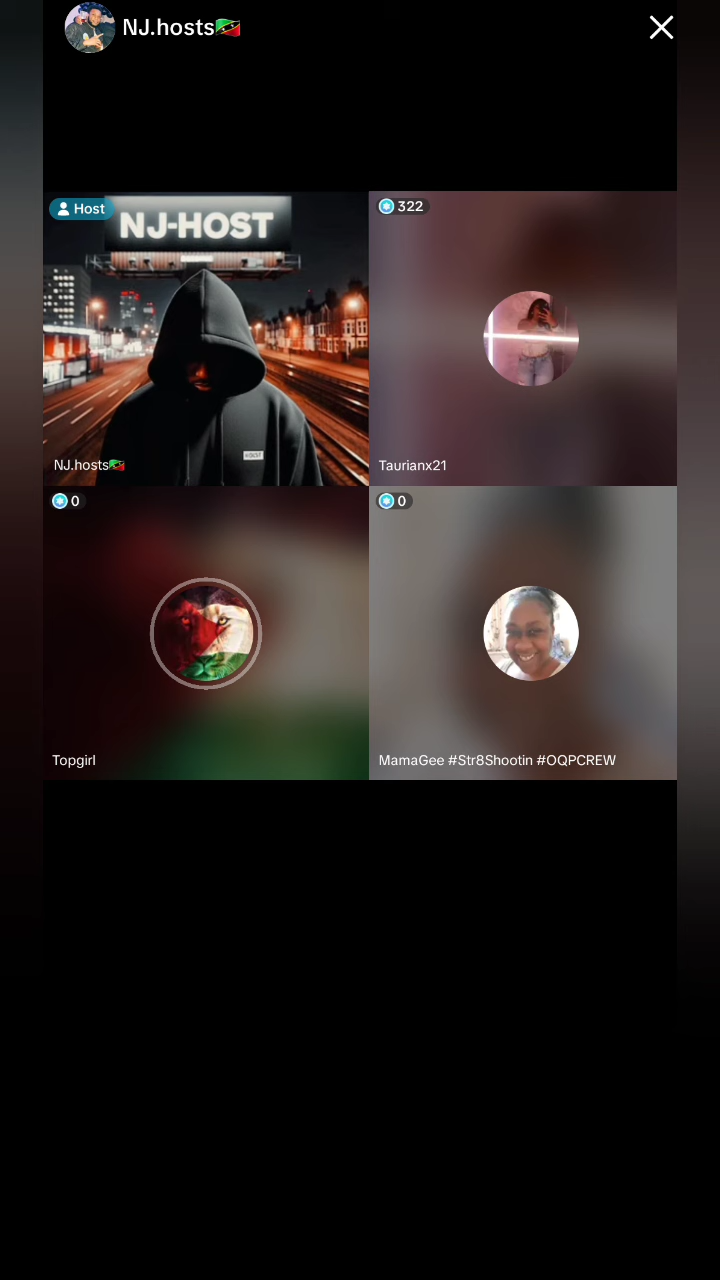 NJ.hosts🇰🇳
Host
NJ-HOST
NJ.hosts🇰🇳
322
Taurianx21
0
Topgirl
0
MamaGee #Str8Shootin #OQPCREW